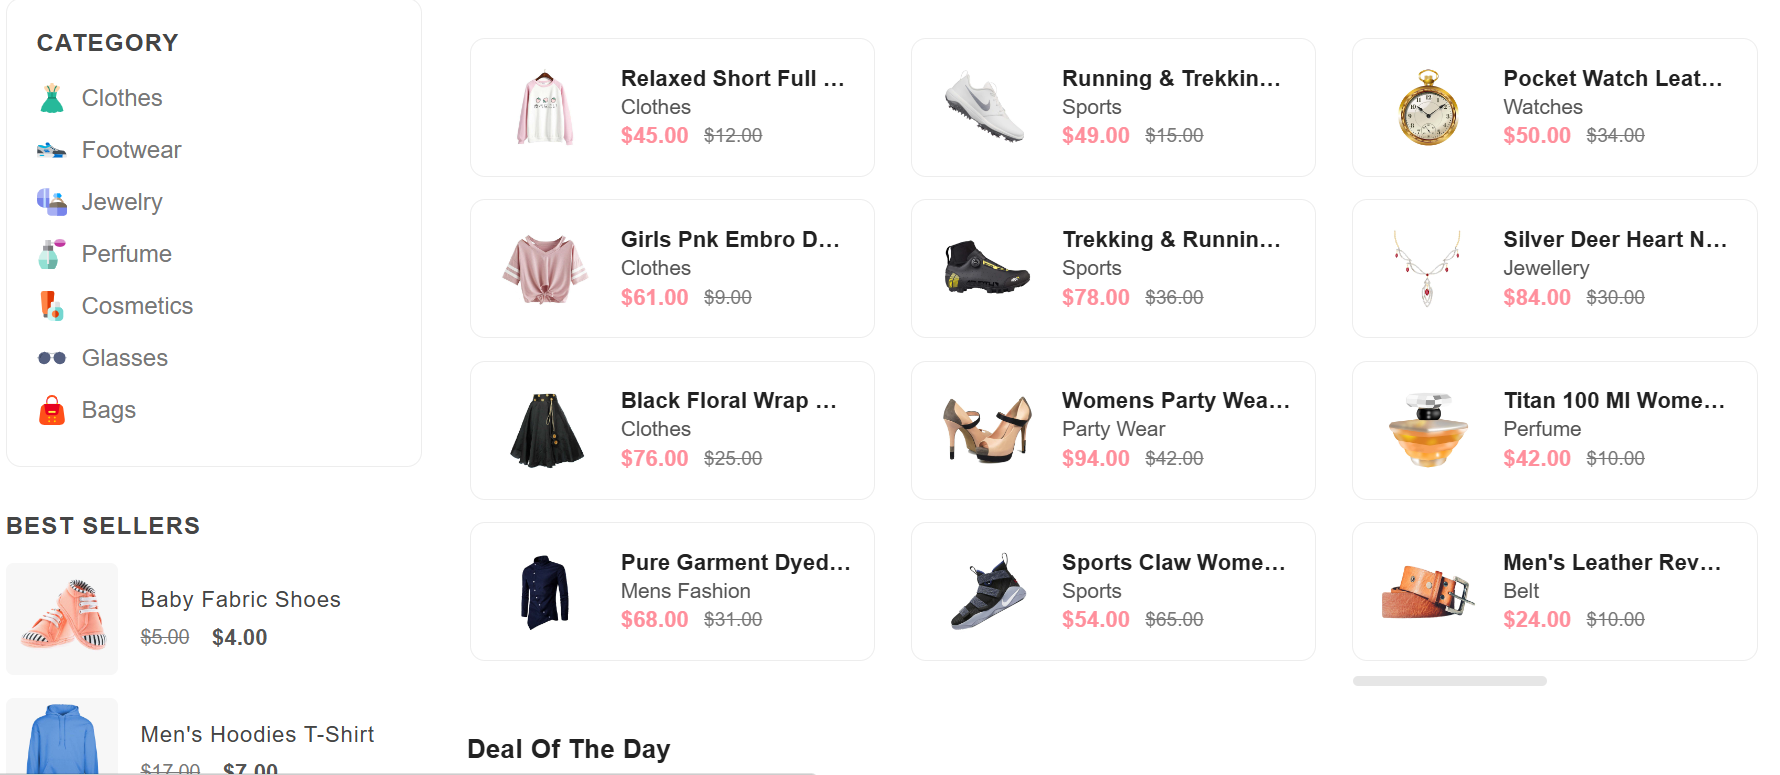 CATEGORY
Clothes
Footwear
Jewelry
Perfume
Cosmetics
Glasses
Bags
BEST SELLERS
Baby Fabric Shoes
$5.00 $4.00
Men's Hoodies T-Shirt
$17.00 $7.00
Relaxed Short Full ...
Clothes
$45.00 $12.00
Girls Pnk Embro D...
Clothes
$61.00 $9.00
Black Floral Wrap ...
Clothes
$76.00 $25.00
Pure Garment Dyed...
Mens Fashion
$68.00 $31.00
Running & Trekkin...
Sports
$49.00 $15.00
Trekking & Runnin...
Sports
$78.00 $36.00
Womens Party Wea...
Party Wear
$94.00 $42.00
Sports Claw Wome...
Sports
$54.00 $65.00
Pocket Watch Leat...
Watches
$50.00 $34.00
Silver Deer Heart N...
Jewellery
$84.00 $30.00
Titan 100 Ml Wome...
Perfume
$42.00 $10.00
Men's Leather Rev...
Belt
$24.00 $10.00
Deal Of The Day